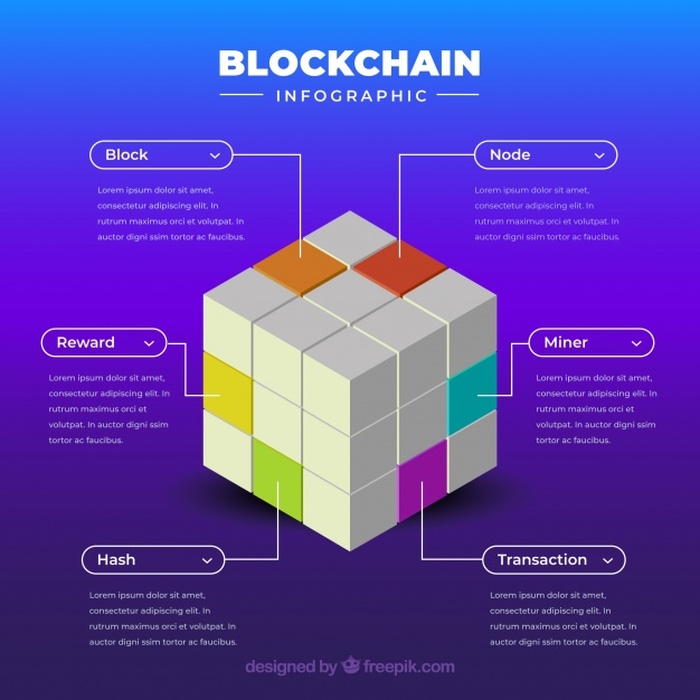 BLOCKCHAIN
INFOGRAPHIC
Block
Lorem ipsum dolor sit amet,
consectetur adipiscing elit. In
rutrum maximus orci et volutpat. In
auctor digni ssim tortor ac faucibus.
Node
Lorem ipsum dolor sit amet,
consectetur adipiscing elit. In
rutrum maximus orci et volutpat. In
auctor digni ssim tortor ac faucibus.
Reward
Lorem ipsum dolor sit amet,
consectetur adipiscing elit. In
rutrum maximus orci et
volutpat. In auctor digni ssim
tortor ac faucibus.
Miner
Lorem ipsum dolor sit amet,
consectetur adipiscing elit. In
rutrum maximus orci et
volutpat. In auctor digni ssim
tortor ac faucibus.
Hash
Lorem ipsum dolor sit amet,
consectetur adipiscing elit. In
rutrum maximus orci et volutpat. In
auctor digni ssim tortor ac faucibus.
Transaction
Lorem ipsum dolor sit amet,
consectetur adipiscing elit. In
rutrum maximus orci et volutpat. In
auctor digni ssim tortor ac faucibus.
designed by freepik.com